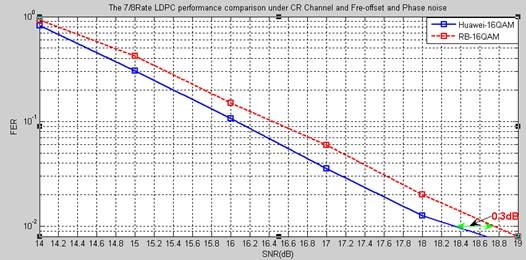 The 7/8Rate LDPC performance comparison under CR Channel and Fre-offset and Phase noise
Huawei-16QAM
RB-16QAM
10^0
10^-1
10^-2
FER
0.3dB
14 14.2 14.4 14.6 14.8 15 15.2 15.4 15.6 15.8 16 16.2 16.4 16.6 16.8 17 17.2 17.4 17.6 17.8 18 18.2 18.4 18.6 18.8 19
SNR(dB)